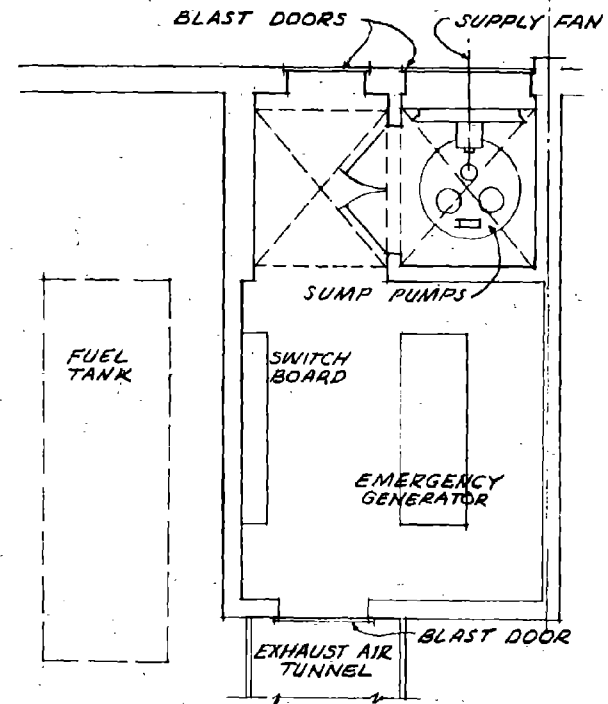 BLAST DOORS
SUPPLY FAN
SUMP PUMPS
FUEL
TANK
SWITCH
BOARD
EMERGENCY
GENERATOR
BLAST DOOR
EXHAUST AIR
TUNNEL